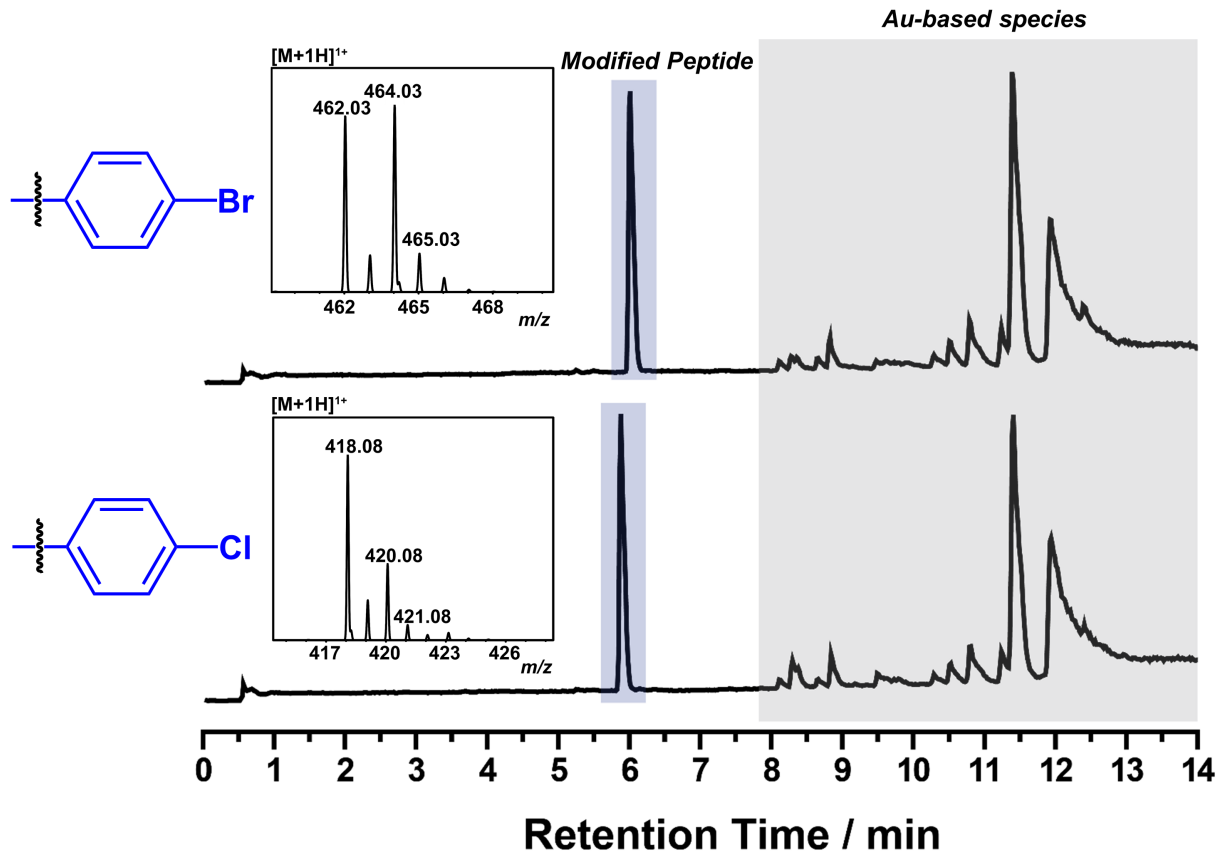 Au-based species
[M+1H]1+
Modified Peptide
464.03
462.03
465.03
Br
462 465 468
m/z
[M+1H]1+
418.08
420.08
421.08
Cl
417 420 423 426
m/z
0 1 2 3 4 5 6 7 8 9 10 11 12 13 14
Retention Time / min